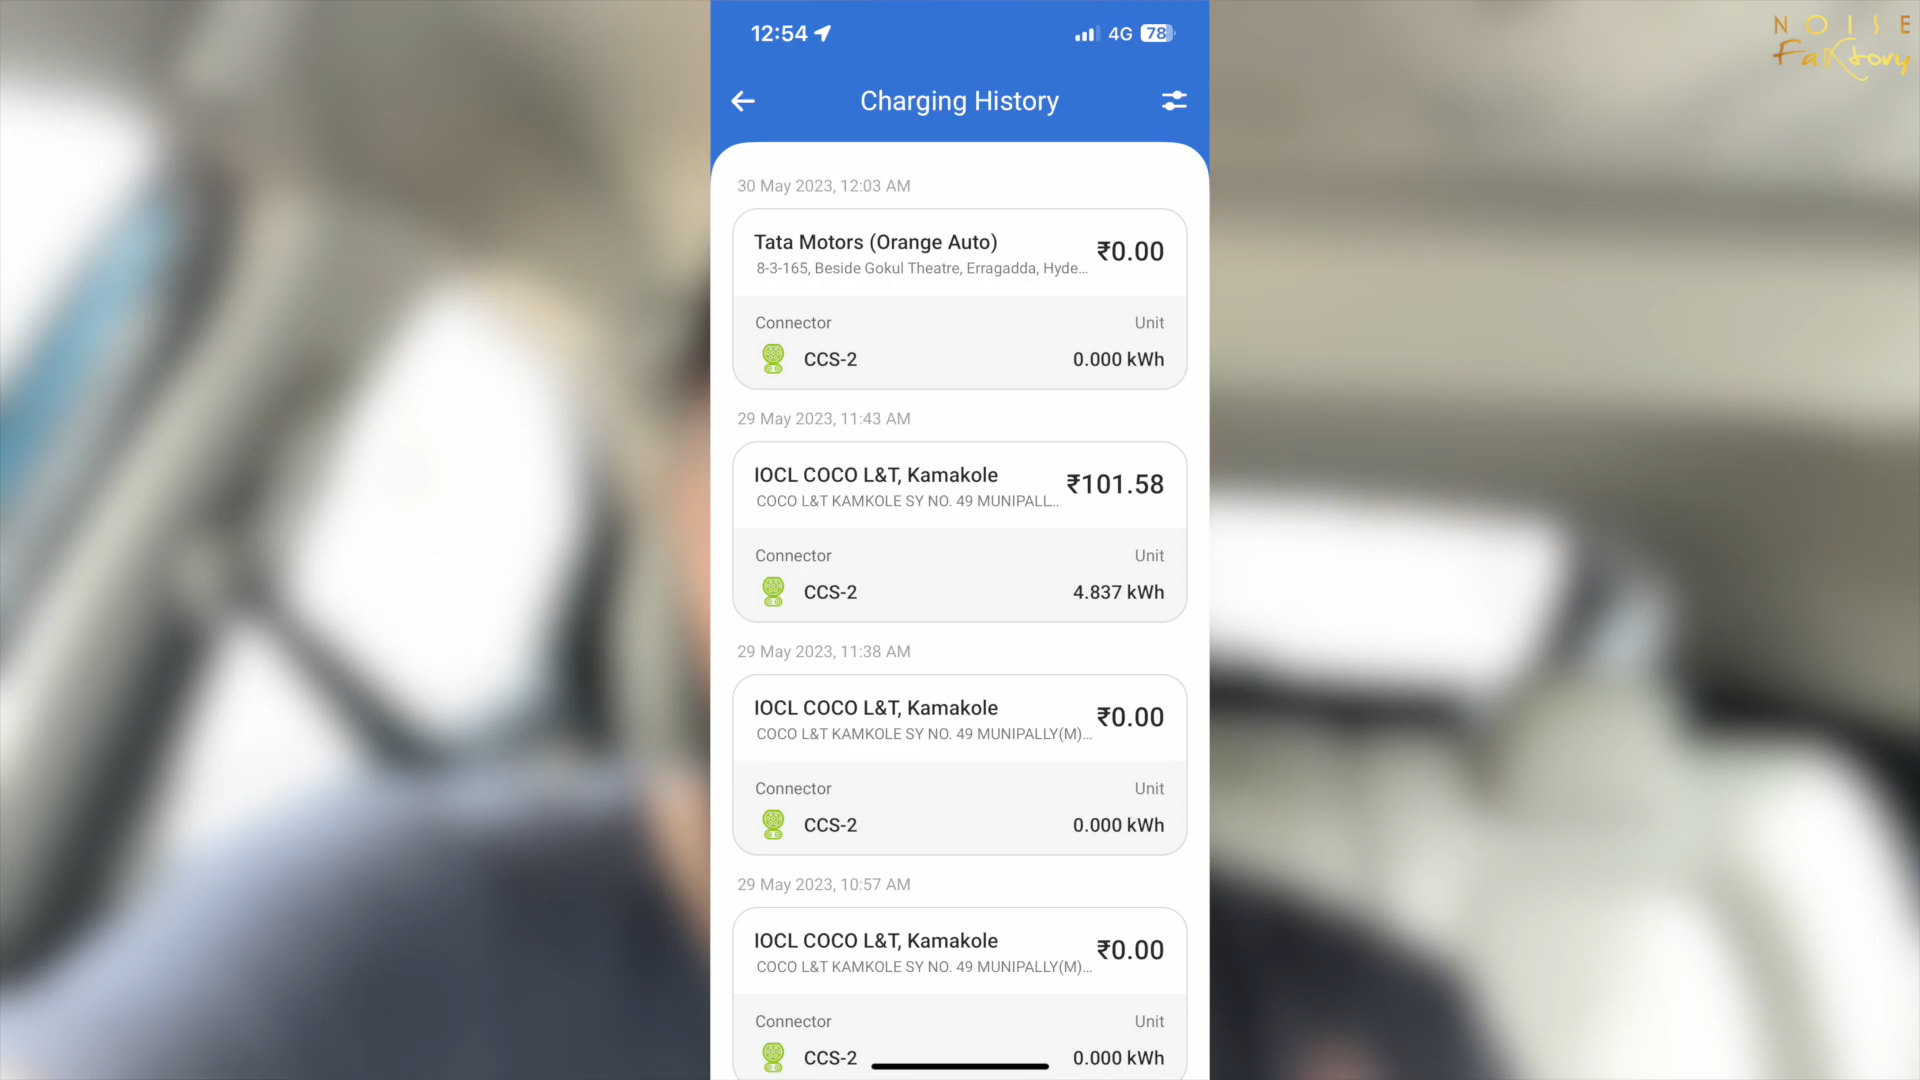 12:54
4G 78
NOISE
FaKtory
Charging History
30 May 2023, 12:03 AM
Tata Motors (Orange Auto)
₹0.00
8-3-165, Beside Gokul Theatre, Erragadda, Hyde...
Connector
Unit
CCS-2
0.000 kWh
29 May 2023, 11:43 AM
IOCL COCO L&T, Kamakole
₹101.58
COCO L&T KAMKOLE SY NO. 49 MUNIPALL..
Connector
Unit
CCS-2
4.837 kWh
29 May 2023, 11:38 AM
IOCL COCO L&T, Kamakole
₹0.00
COCO L&T KAMKOLE SY NO. 49 MUNIPALLY(M)...
Connector
Unit
CCS-2
0.000 kWh
29 May 2023, 10:57 AM
IOCL COCO L&T, Kamakole
₹0.00
COCO L&T KAMKOLE SY NO. 49 MUNIPALLY(M)...
Connector
Unit
CCS-2
0.000 kWh